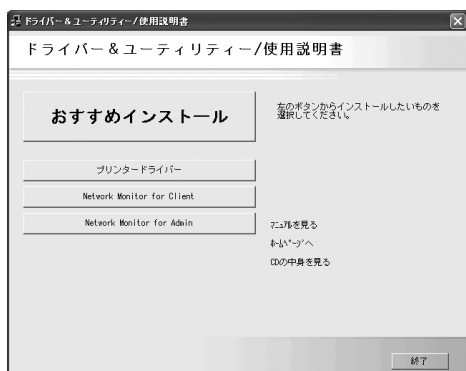 ドライバー&ユーティリティー/使用説明書
ドライバー&ユーティリティー/使用説明書
おすすめインストール
左のボタンからインストールしたいものを
選択してください。
プリンタードライバー
Network Monitor for Client
Network Monitor for Admin
ﾏﾆｭｱﾙを見る
ﾎｰﾑﾍﾟｰｼﾞへ
CDの中身を見る
終了